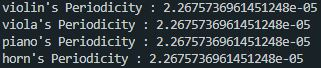 violin's Periodicity : 2.2675736961451248e-05
viola's Periodicity : 2.2675736961451248e-05
piano's Periodicity : 2.2675736961451248e-05
horn's Periodicity : 2.2675736961451248e-05